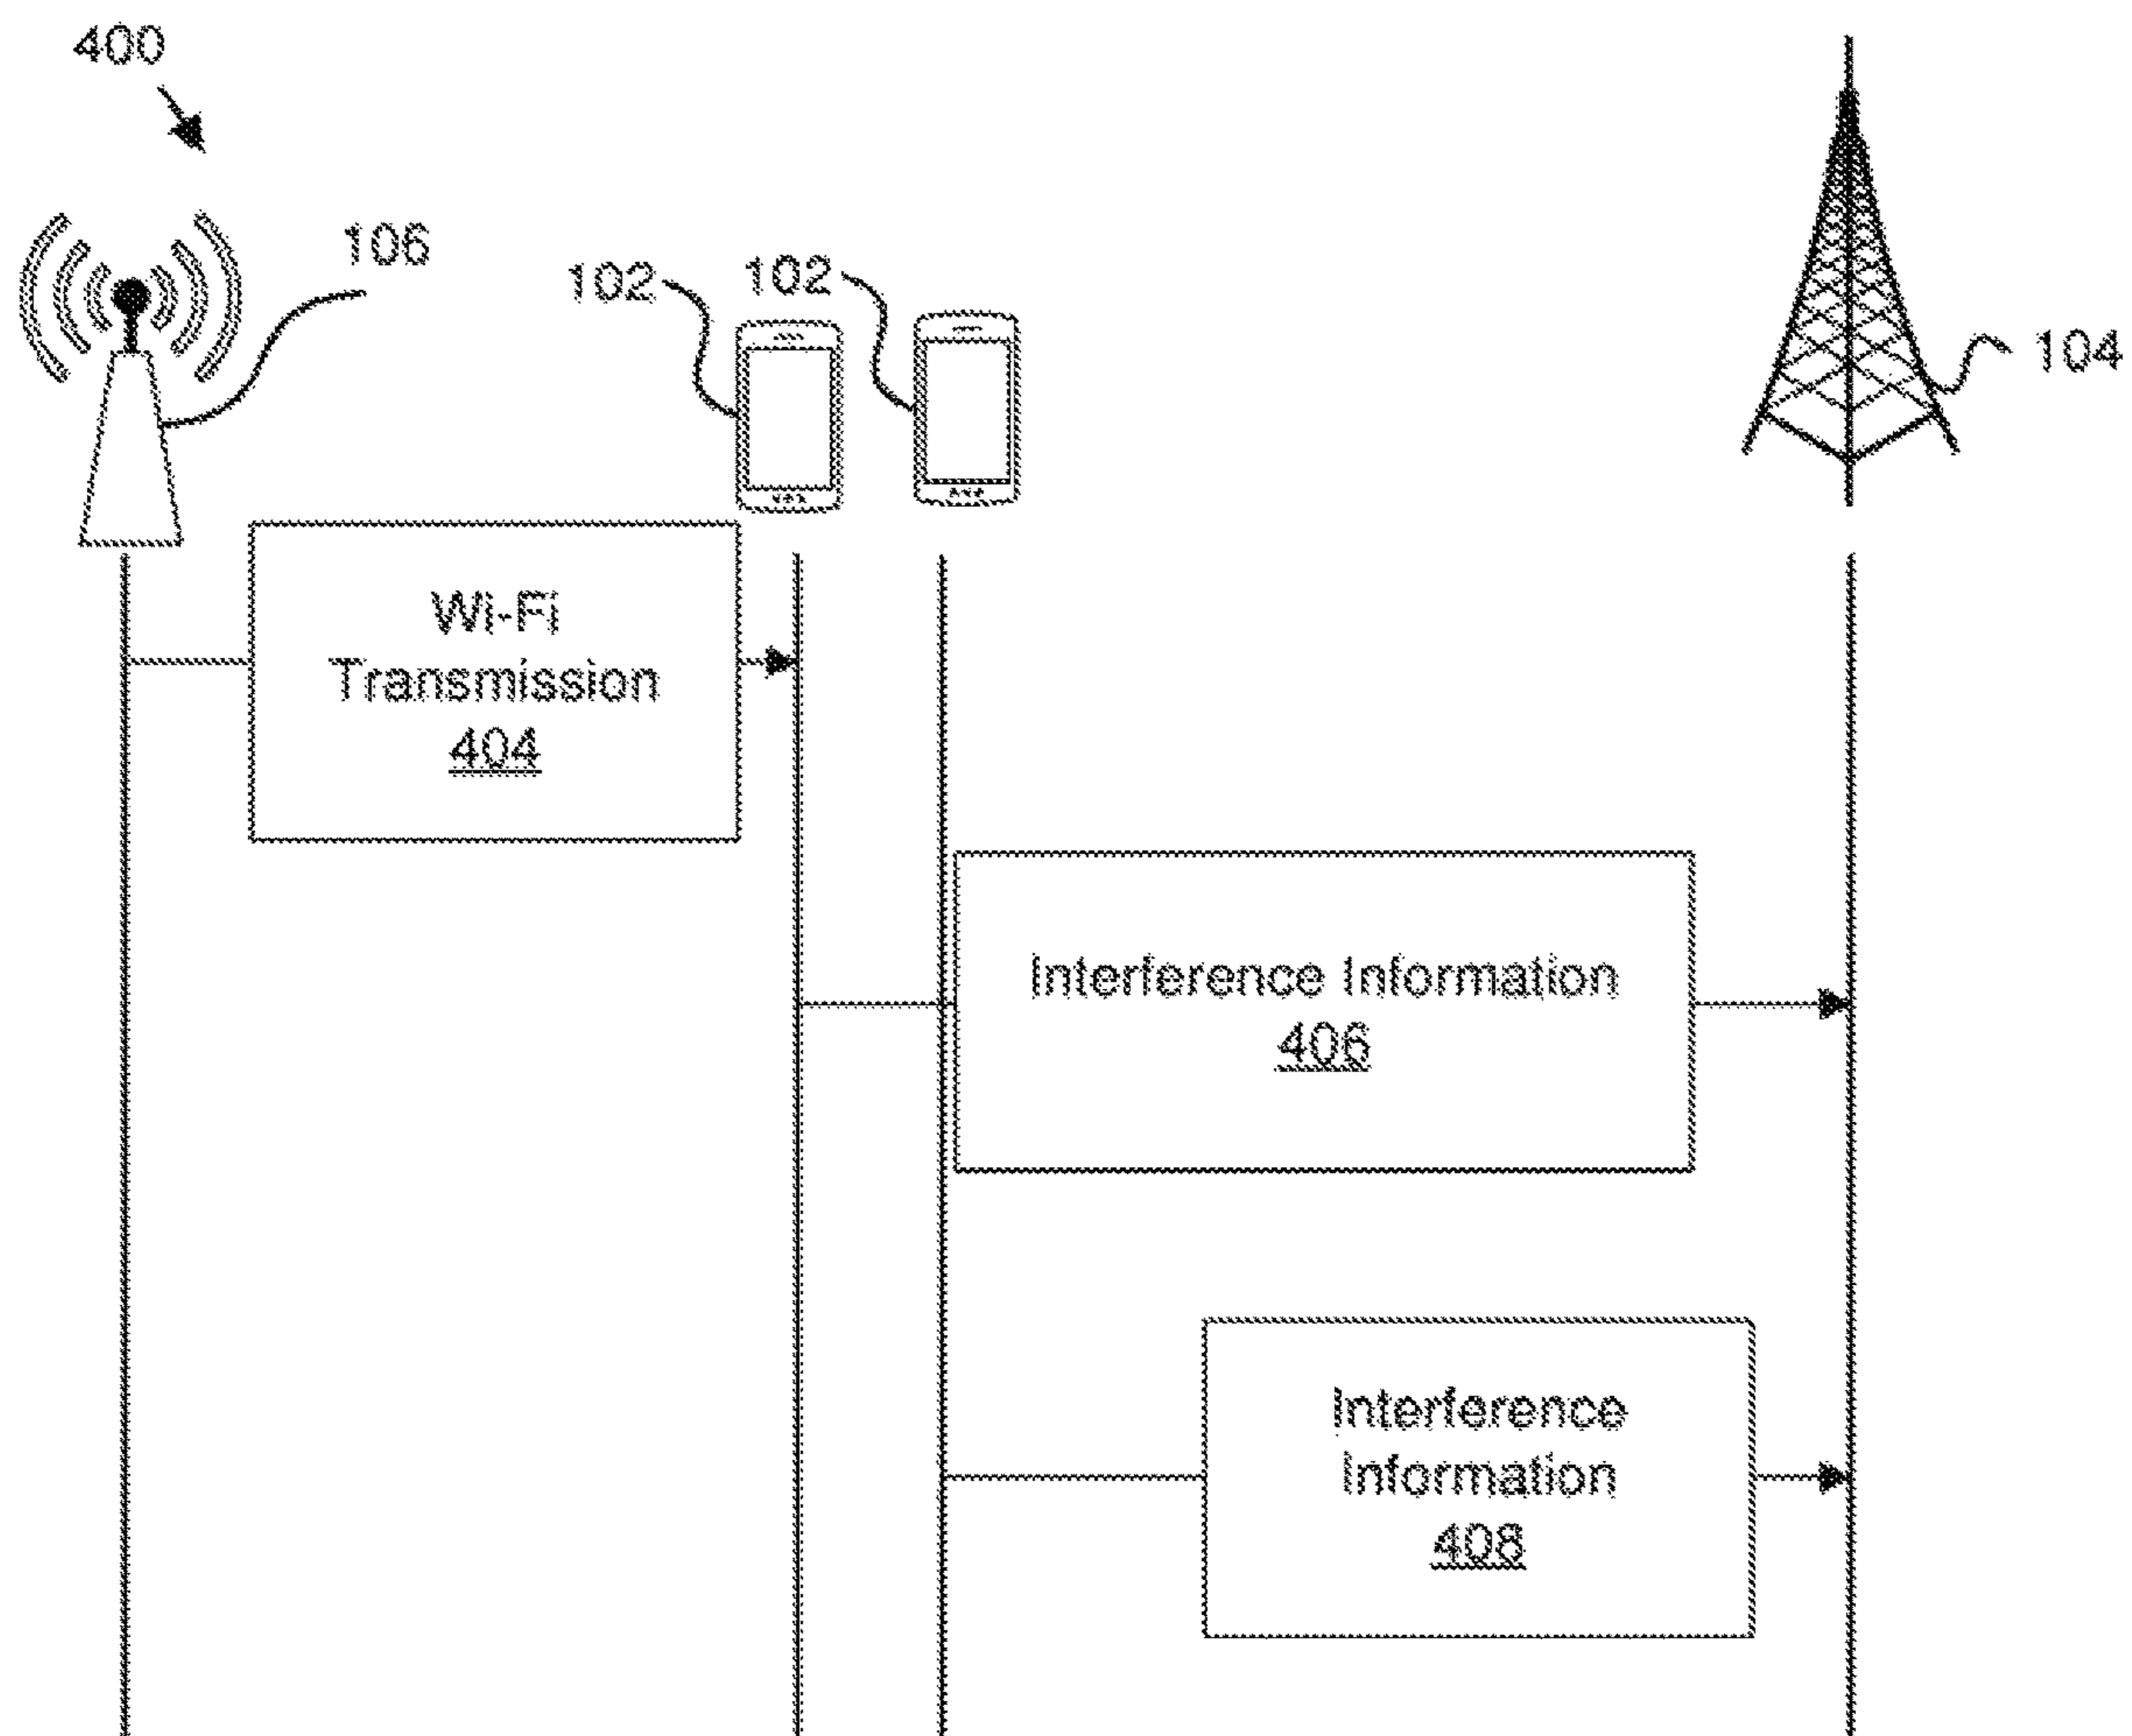 400
106
102
102
104
Wi-Fi
Transmission
404
Interference Information
406
Interference
Information
408